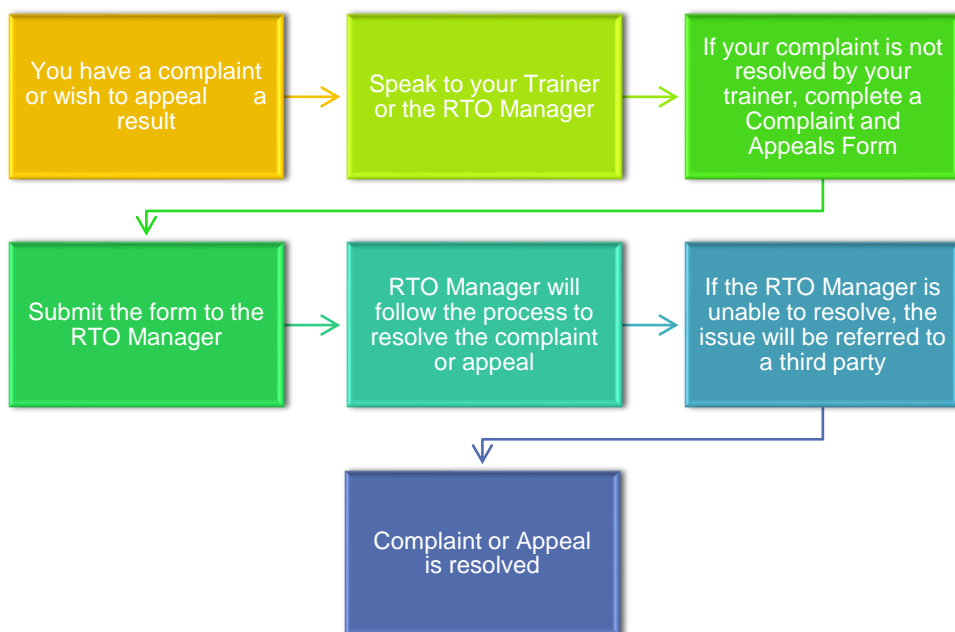 You have a complaint
or wish to appeal a
result
Speak to your Trainer
or the RTO Manager
If your complaint is not
resolved by your
trainer, complete a
Complaint and
Appeals Form
Submit the form to the
RTO Manager
RTO Manager will
follow the process to
resolve the complaint
or appeal
If the RTO Manager is
unable to resolve, the
issue will be referred to
a third party
Complaint or Appeal
is resolved